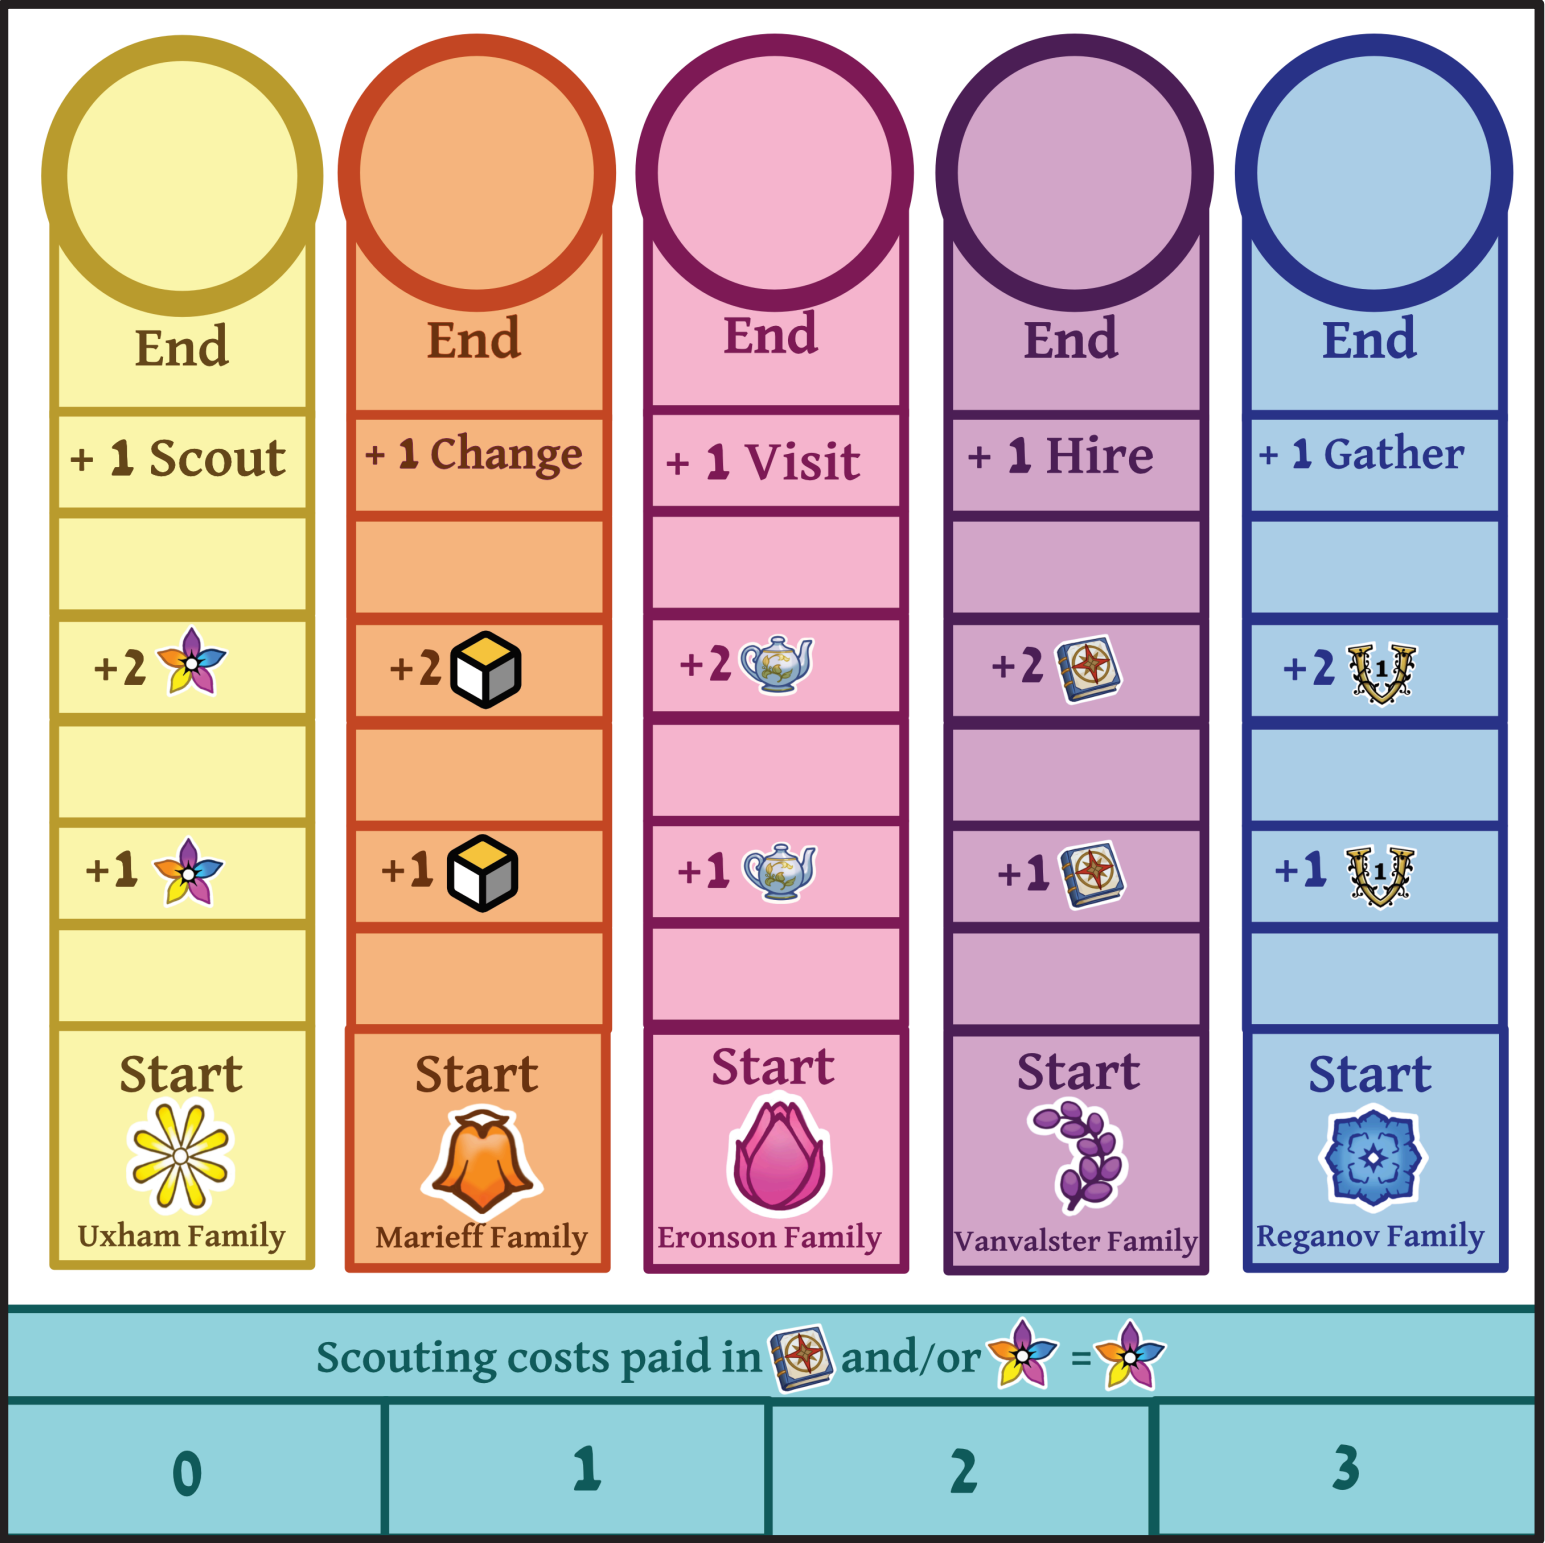 End
End
End
End
End
+ 1 Scout
+ 1 Change
+ 1 Visit
+ 1 Hire
+ 1 Gather
+2
+2
+2
+2
+2 1
+1
+1
+1
+1
+1 1
Start
Start
Start
Start
Start
Uxham Family
Marieff Family
Eronson Family
Vanvalster Family
Reganov Family
Scouting costs paid in and/or =
0
1
2
3